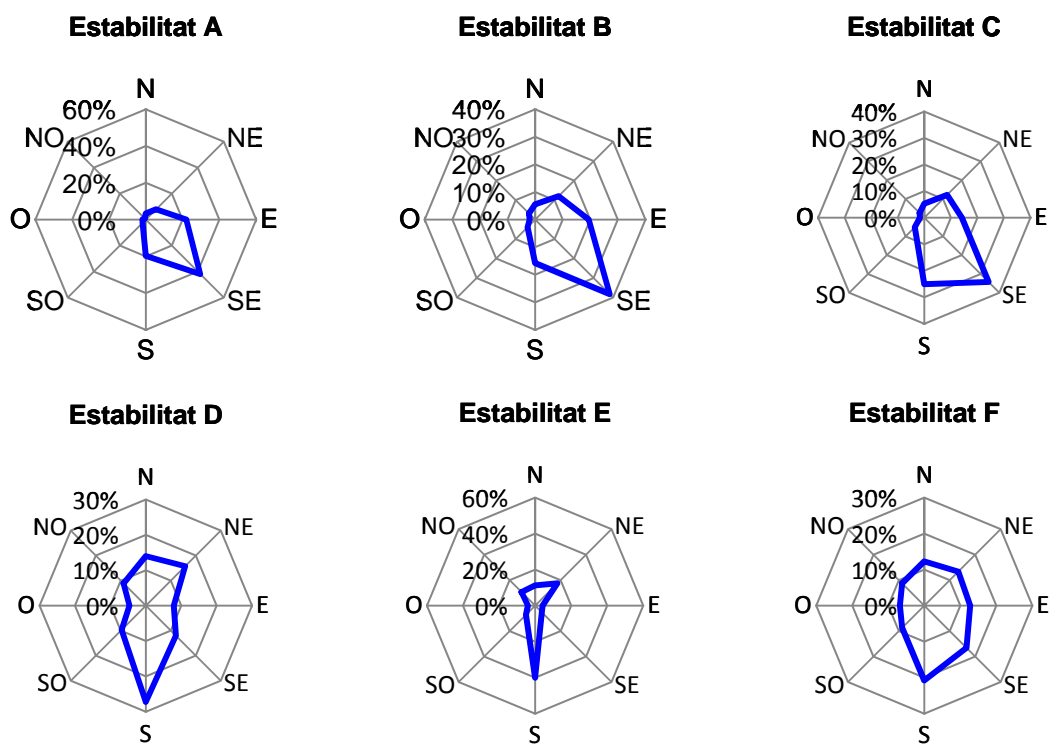 Estabilitat A
N
60%
NO
40%
NE
20%
O
0%
E
SO
SE
S
Estabilitat B
N
40%
NO
30%
NE
20%
10%
O
0%
E
SO
SE
S
Estabilitat C
N
40%
NO
30%
NE
20%
10%
O
0%
E
SO
SE
S
Estabilitat D
N
30%
NO
20%
NE
10%
O
0%
E
SO
SE
S
Estabilitat E
N
60%
NO
40%
NE
20%
O
0%
E
SO
SE
S
Estabilitat F
N
30%
NO
20%
NE
10%
O
0%
E
SO
SE
S